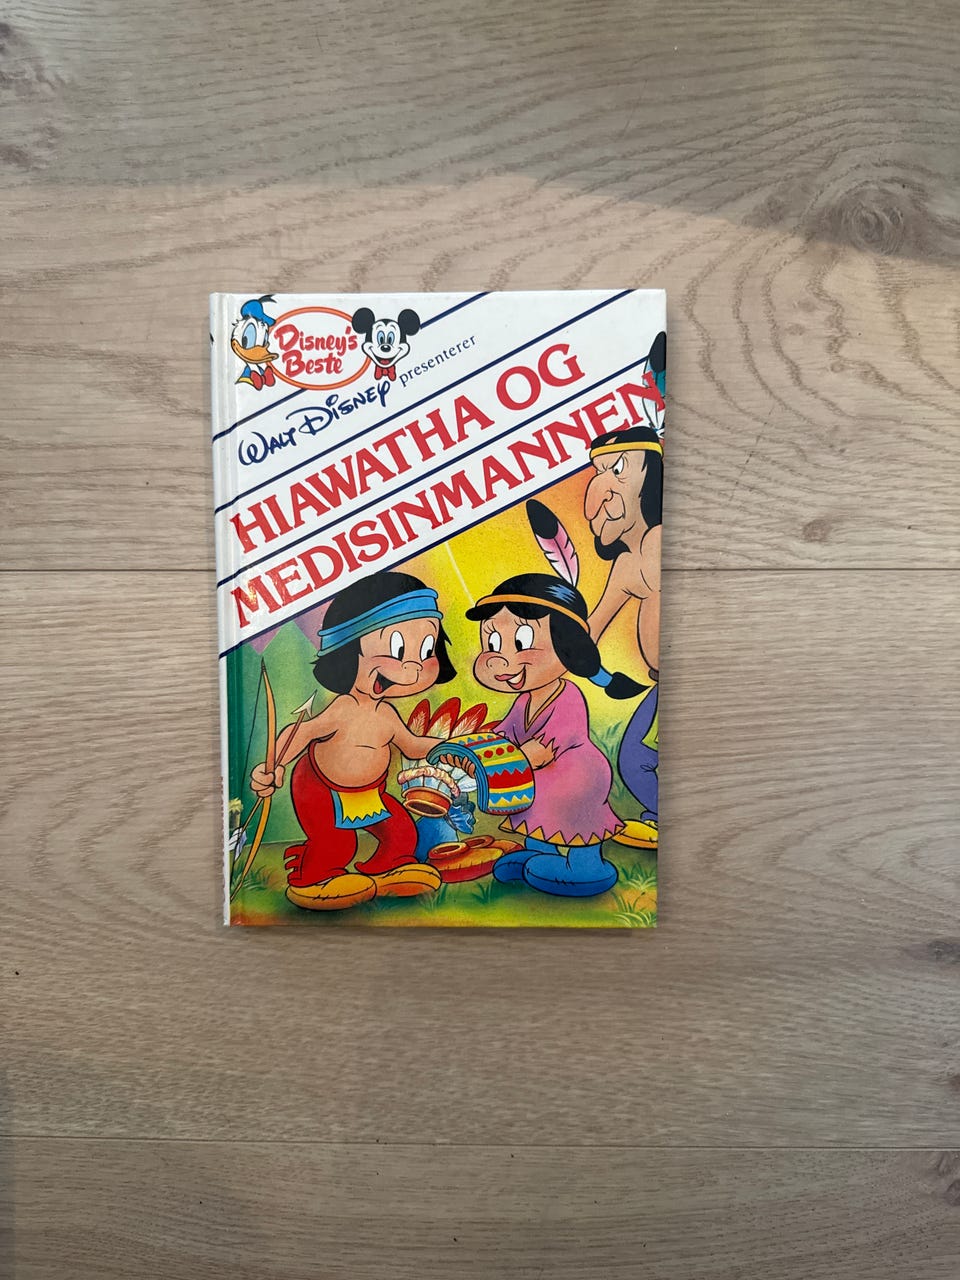 Disney's
Beste
WALT DISNEY presenterer
HIAWATHA OG
MEDISINMANNEN